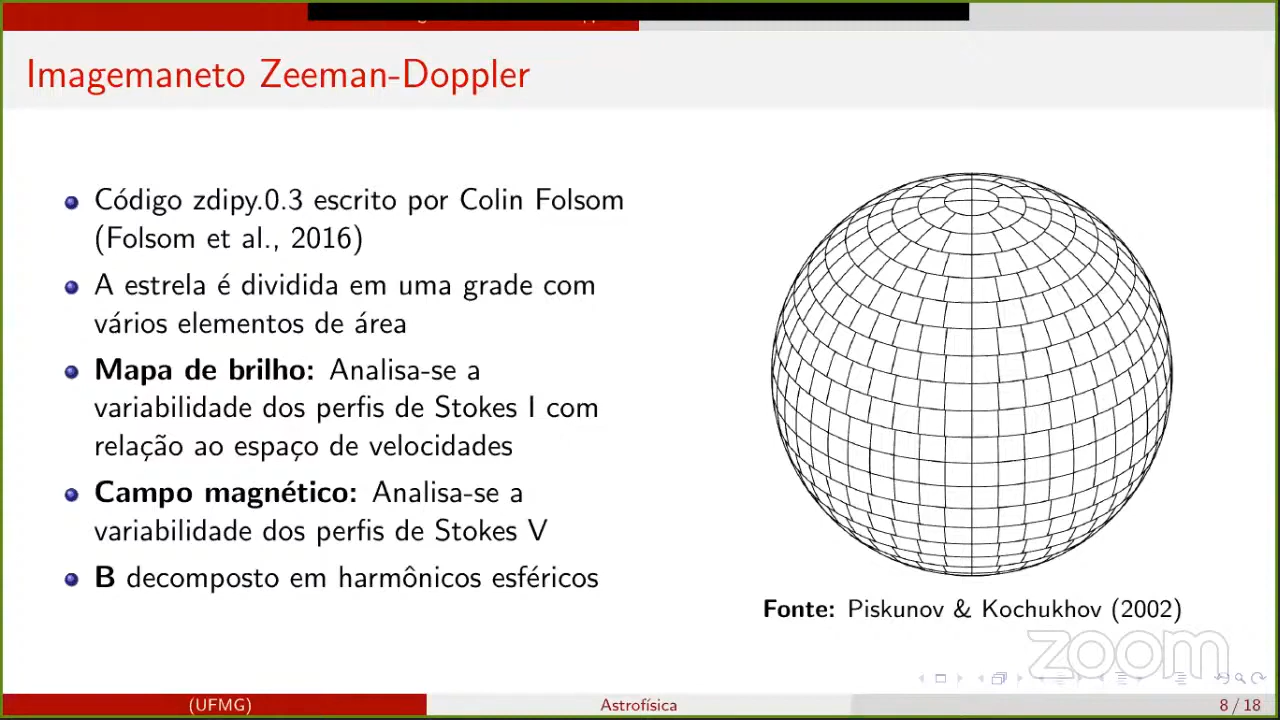 Imagemaneto Zeeman-Doppler
Código zdipy.0.3 escrito por Colin Folsom
(Folsom et al., 2016)
A estrela é dividida em uma grade com
vários elementos de área
Mapa de brilho: Analisa-se a
variabilidade dos perfis de Stokes I com
relação ao espaço de velocidades
Campo magnético: Analisa-se a
variabilidade dos perfis de Stokes V
B decomposto em harmônicos esféricos
Fonte: Piskunov & Kochukhov (2002)
zoom
(UFMG)
Astrofísica
8 / 18